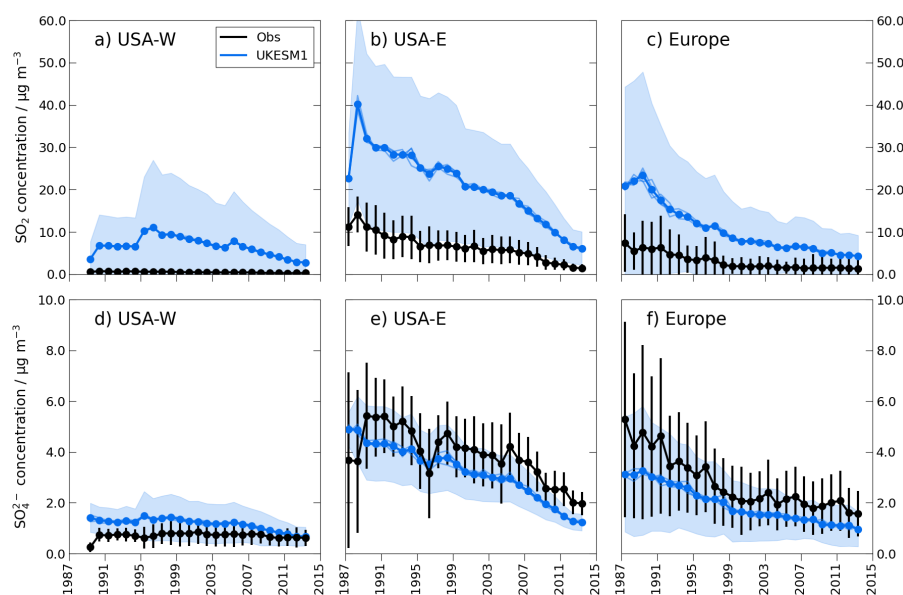 60.0 60.0
a) USA-W Obs UKESM1 b) USA-E c) Europe
50.0 50.0
40.0 40.0
30.0 30.0
20.0 20.0
10.0 10.0
0.0 0.0
SO₂ concentration / µg m⁻³
10.0 10.0
d) USA-W e) USA-E f) Europe
8.0 8.0
6.0 6.0
4.0 4.0
2.0 2.0
0.0 0.0
SO₄²⁻ concentration / µg m⁻³
1987 1991 1995 1999 2003 2007 2011 2015 1987 1991 1995 1999 2003 2007 2011 2015 1987 1991 1995 1999 2003 2007 2011 2015